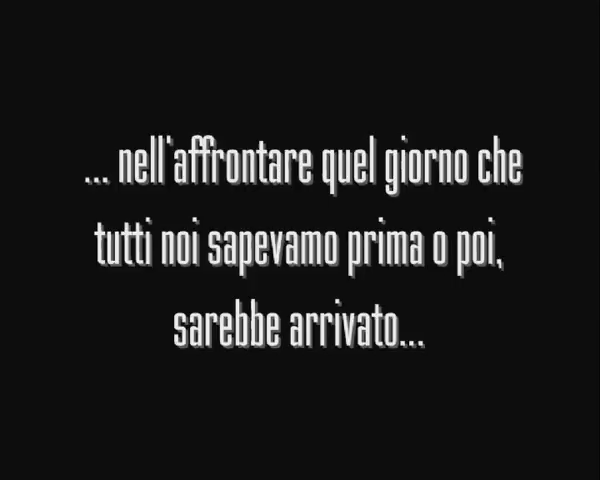 ... nell'affrontare quel giorno che
tutti noi sapevamo prima o poi,
sarebbe arrivato...